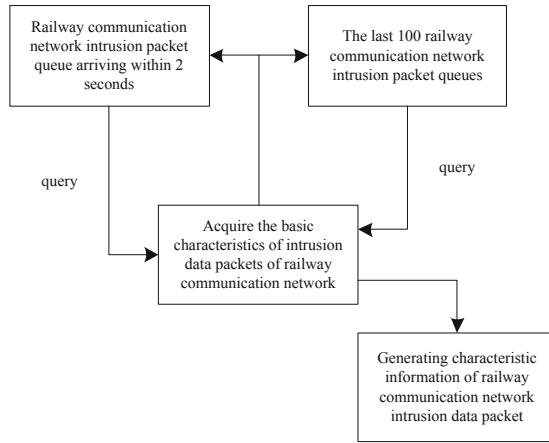 Railway communication
network intrusion packet
queue arriving within 2
seconds
The last 100 railway
communication network
intrusion packet queues
query
query
Acquire the basic
characteristics of intrusion
data packets of railway
communication network
Generating characteristic
information of railway
communication network
intrusion data packet